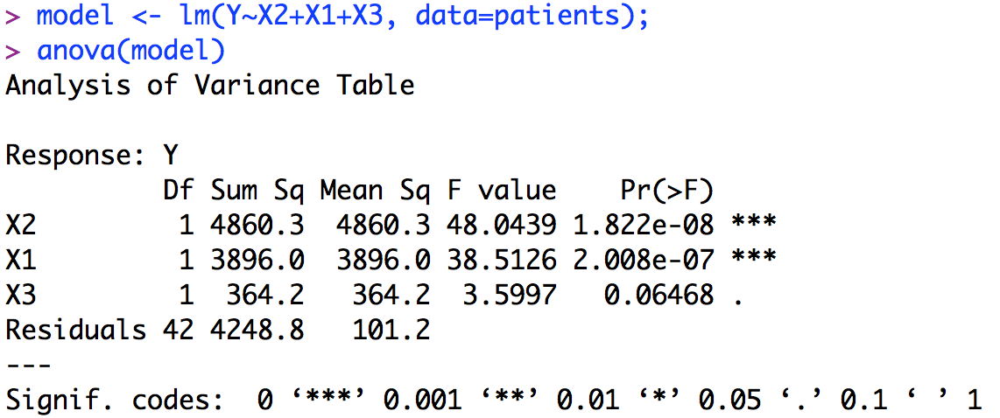 > model <- lm(Y~X2+X1+X3, data=patients);
> anova(model)
Analysis of Variance Table

Response: Y
          Df Sum Sq Mean Sq F value    Pr(>F)
X2         1 4860.3  4860.3 48.0439 1.822e-08 ***
X1         1 3896.0  3896.0 38.5126 2.008e-07 ***
X3         1  364.2   364.2  3.5997   0.06468 .
Residuals 42 4248.8   101.2
---
Signif. codes:  0 ‘***’ 0.001 ‘**’ 0.01 ‘*’ 0.05 ‘.’ 0.1 ‘ ’ 1